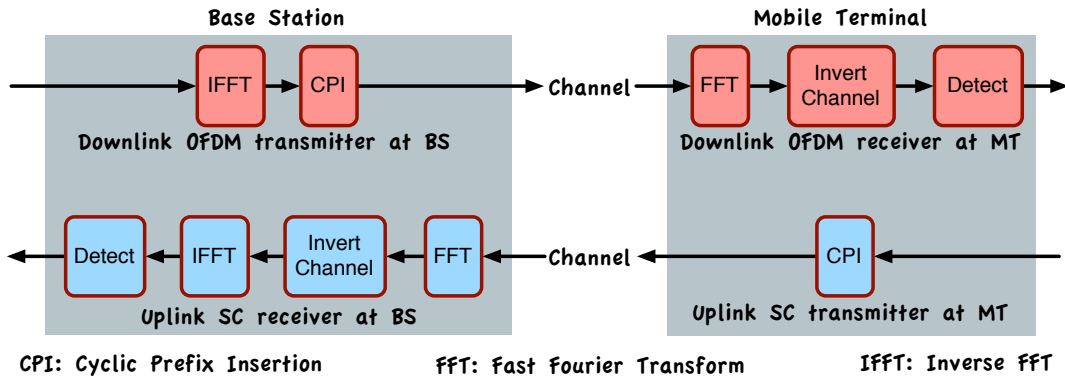 Base Station
Mobile Terminal
IFFT
CPI
Channel
FFT
Invert
Channel
Detect
Downlink OFDM transmitter at BS
Downlink OFDM receiver at MT
Detect
IFFT
Invert
Channel
FFT
Channel
CPI
Uplink SC receiver at BS
Uplink SC transmitter at MT
CPI: Cyclic Prefix Insertion
FFT: Fast Fourier Transform
IFFT: Inverse FFT